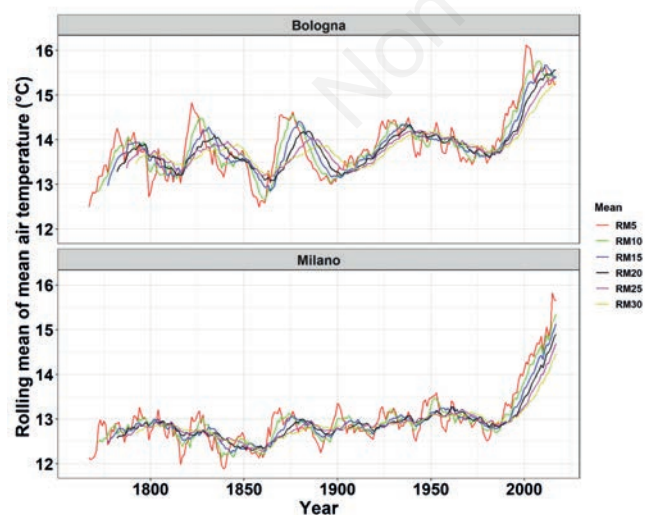 Non
Bologna
16
15
14
13
12
Milano
16
15
14
13
12
1800
1850
1900
1950
2000
Year
Rolling mean of mean air temperature (°C)
Mean
RM5
RM10
RM15
RM20
RM25
RM30